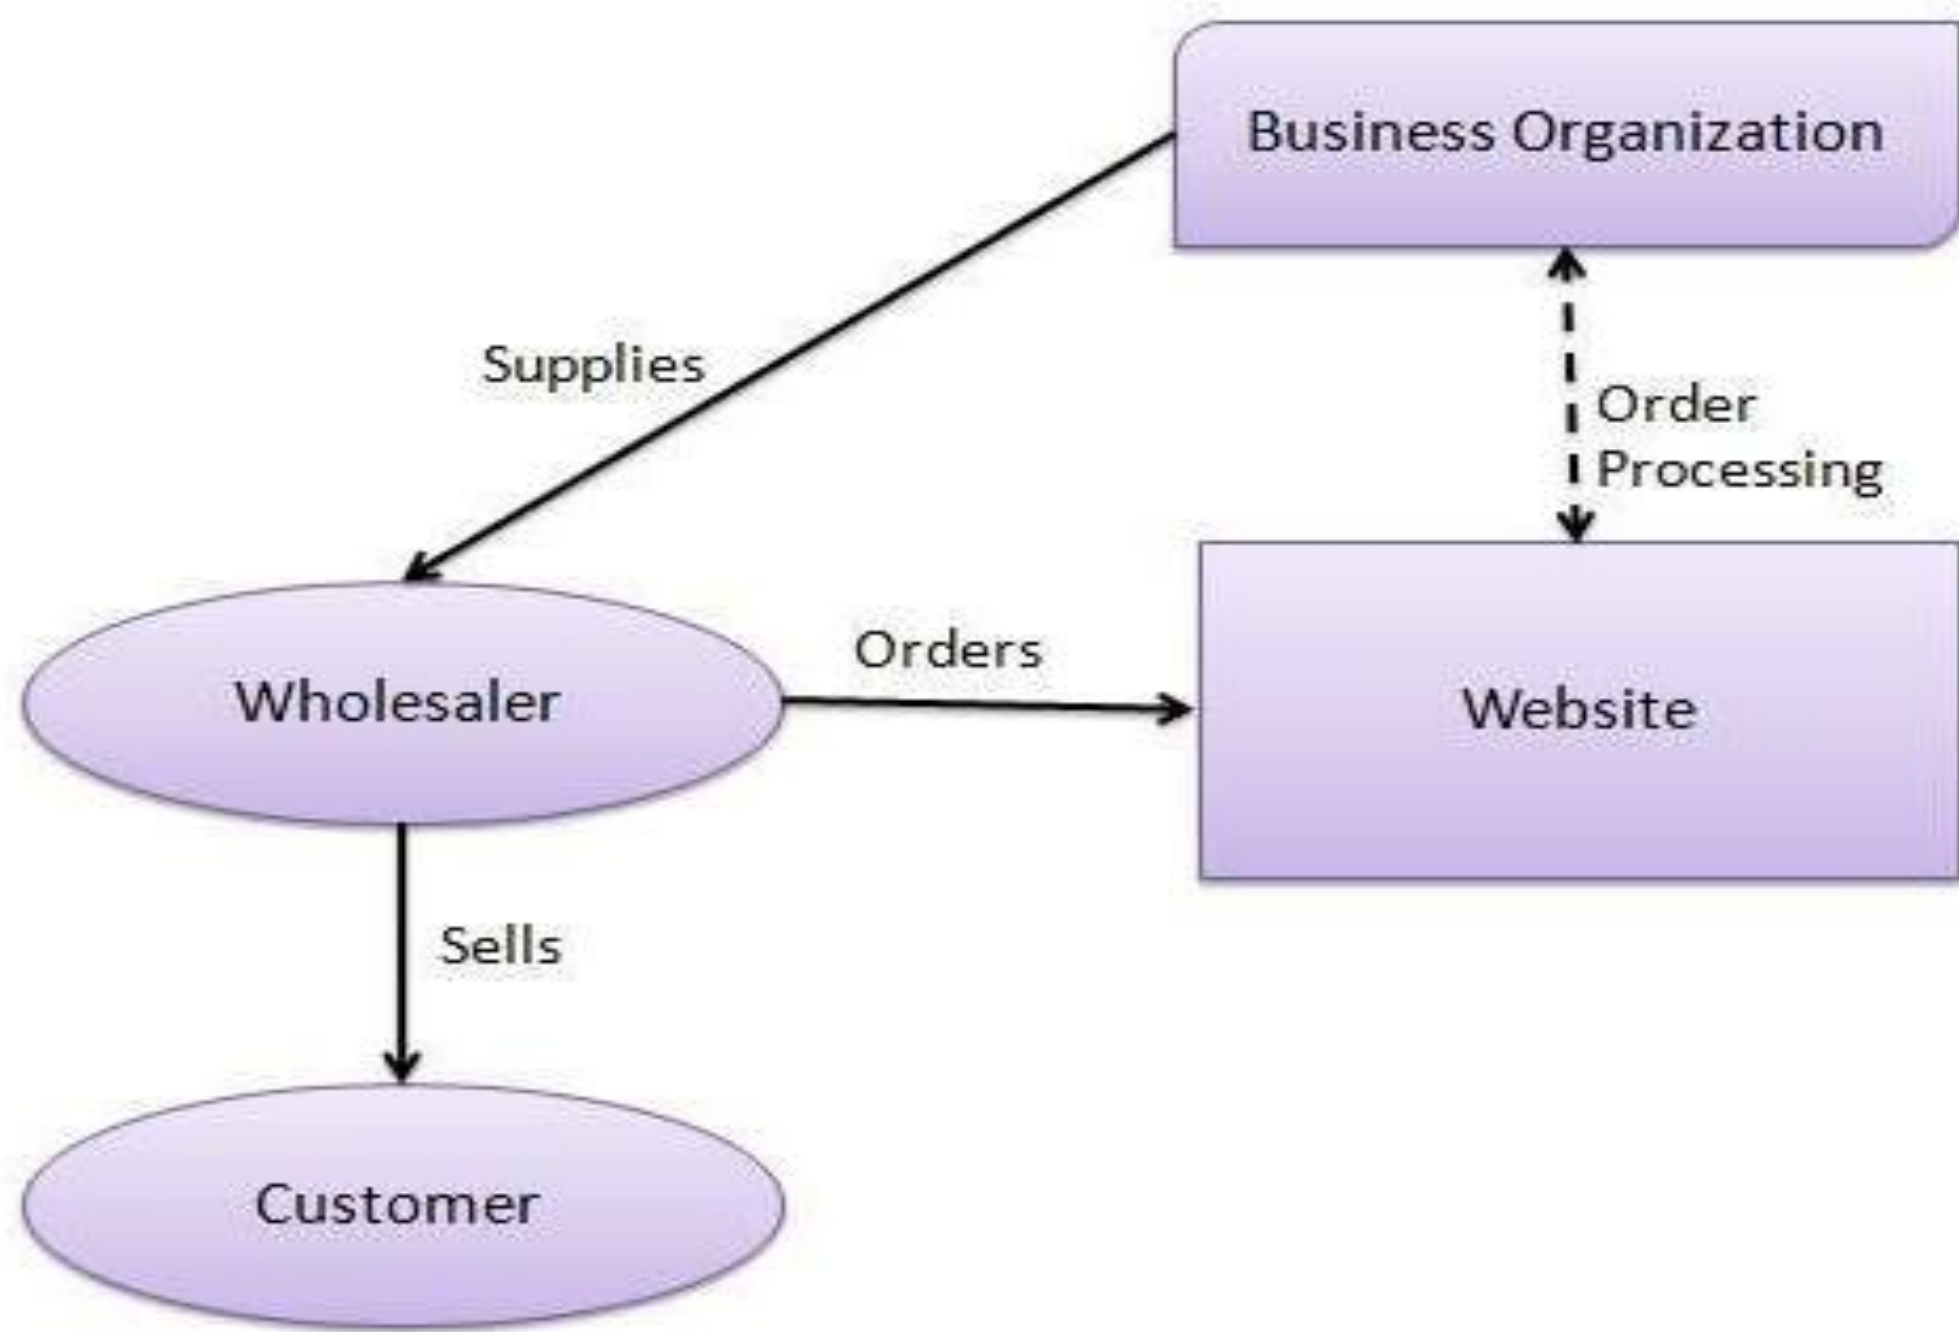 Business Organization
Supplies
Order
Processing
Orders
Wholesaler
Website
Sells
Customer